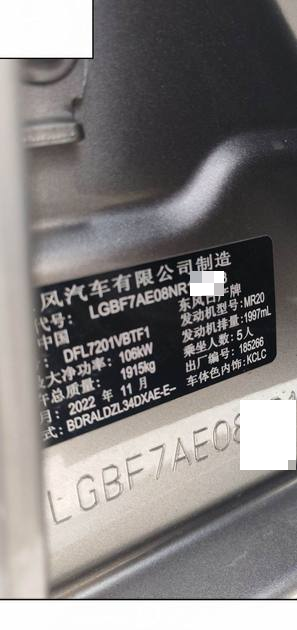 风汽车有限公司制造
代号: LGBF7AE08NR
中国 东风日产牌
号: DFL7201VBTF1 发动机型号: MR20
大净功率: 106kW 发动机排量: 1997mL
总质量: 1915kg 乘坐人数: 5人
月: 2022 年 11 月 出厂编号: 185266
式: BDRALDZL34DXAE-E-- 车体色内饰: KCLC
LGBF7AE08